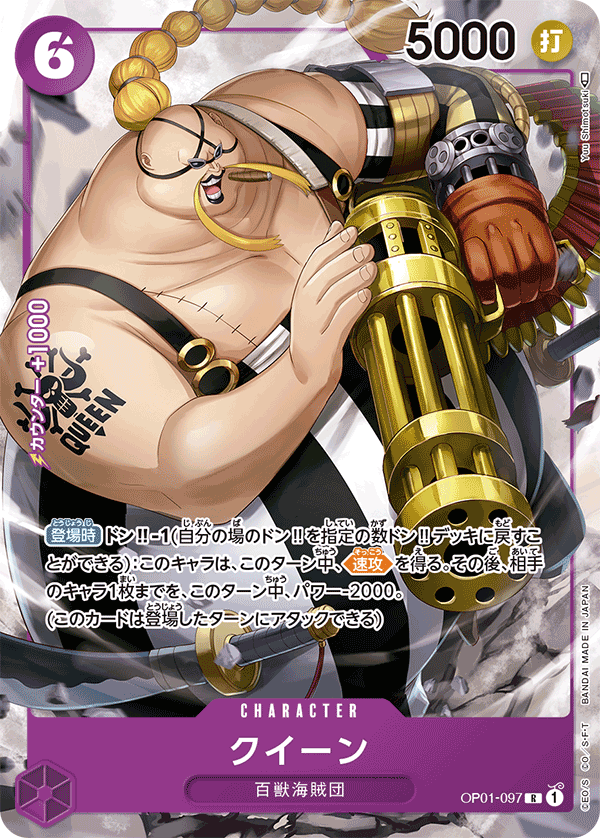 6
5000 打
Yuu Shimotsuki
カウンター +1000
QUEEN
登場時 ドン‼-1(自分の場のドン‼を指定の数ドン‼デッキに戻すこ
とができる):このキャラは、このターン中、速攻を得る。その後、相手
のキャラ1枚までを、このターン中、パワー-2000。
(このカードは登場したターンにアタックできる)
CHARACTER
クイーン
百獣海賊団
OP01-097 R 1
©E/O/S ©O/S・D・F・T BANDAI MADE IN JAPAN